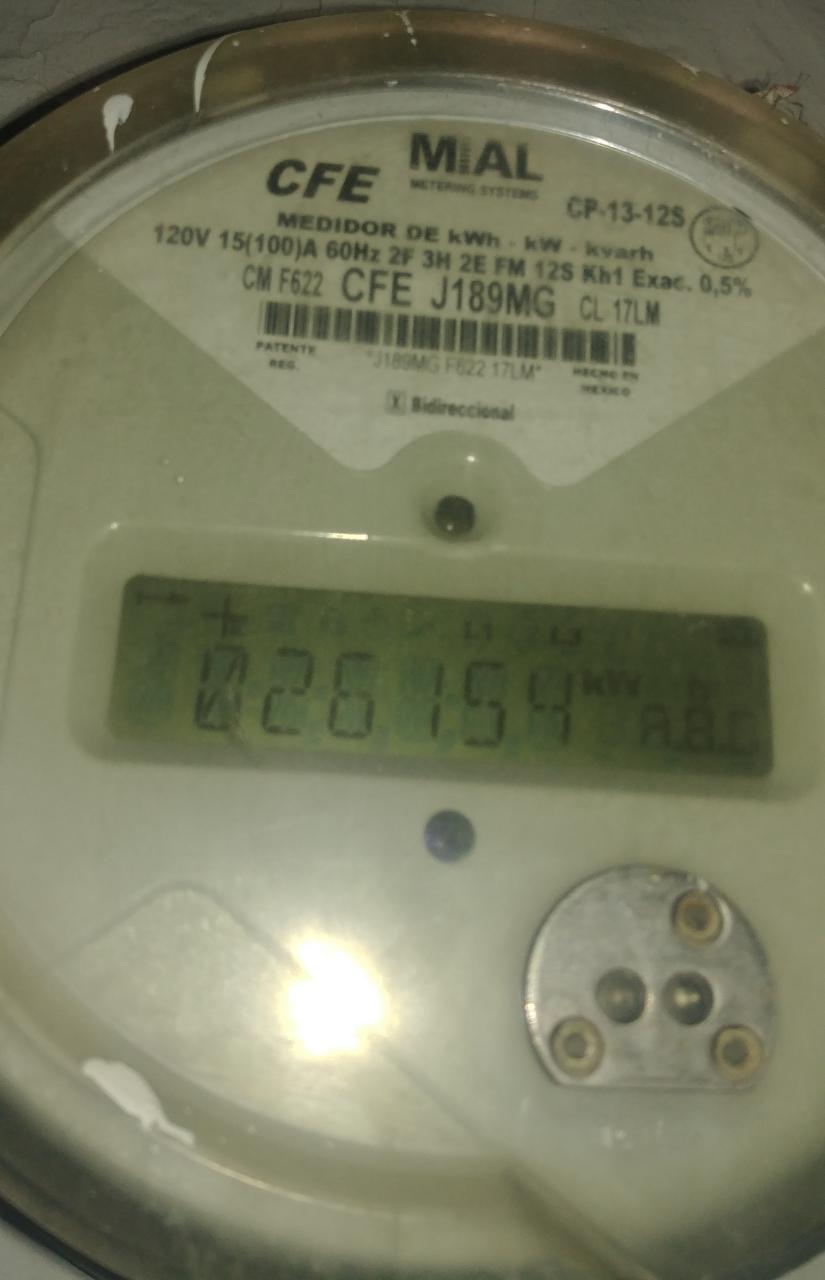 CFE MIAL
METERING SYSTEMS
CP-13-12S
MEDIDOR DE kWh - kW - kvarh
120V 15(100)A 60Hz 2F 3H 2E FM 12S Kh1 Exac. 0,5%
CM F622 CFE J189MG CL 17LM
PATENTE REG.
*J189MG F622 17LM*
HECHO EN MEXICO
X Bidireccional
L1 L3
026154 kW h